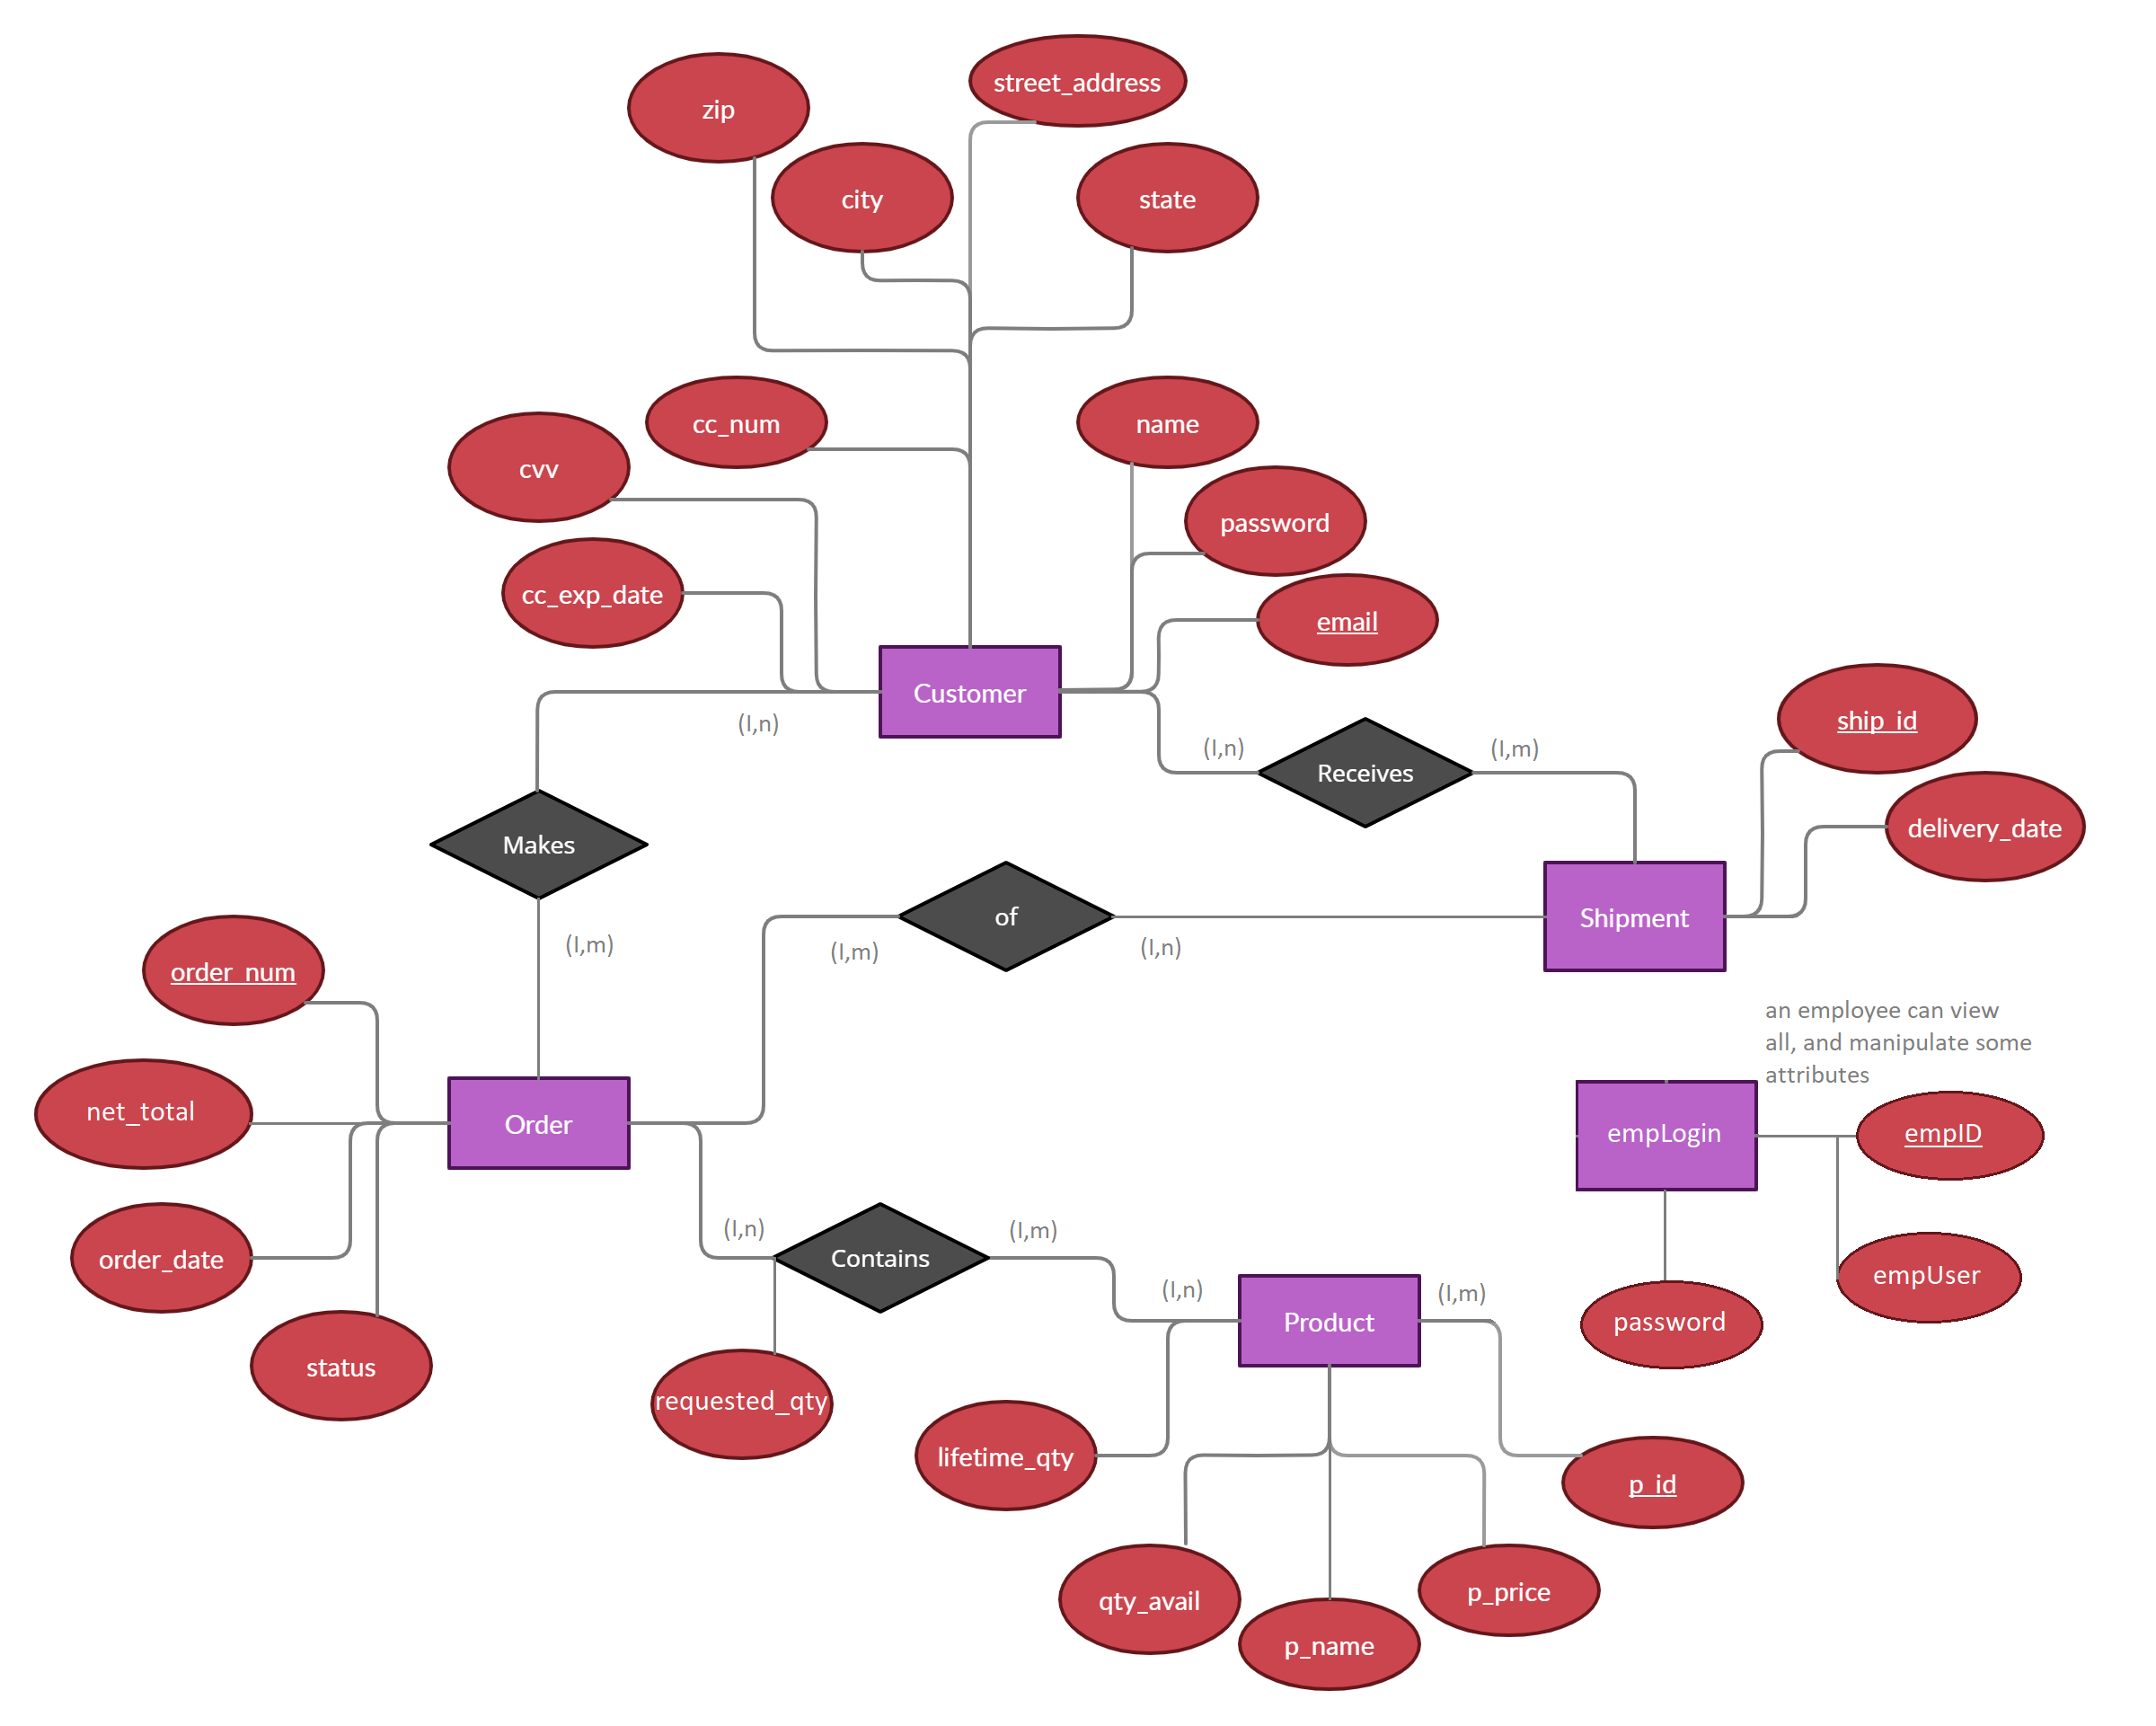 street_address
zip
city
state
cc_num
name
cvv
password
cc_exp_date
email
Customer
ship_id
(I,n)
(I,n)
Receives
(I,m)
delivery_date
Makes
of
Shipment
(I,m)
(I,m)
(I,n)
order_num
an employee can view
all, and manipulate some
attributes
net_total
Order
empLogin
empID
(I,n)
(I,m)
order_date
Contains
(I,n)
(I,m)
empUser
Product
password
status
requested_qty
lifetime_qty
p_id
qty_avail
p_price
p_name